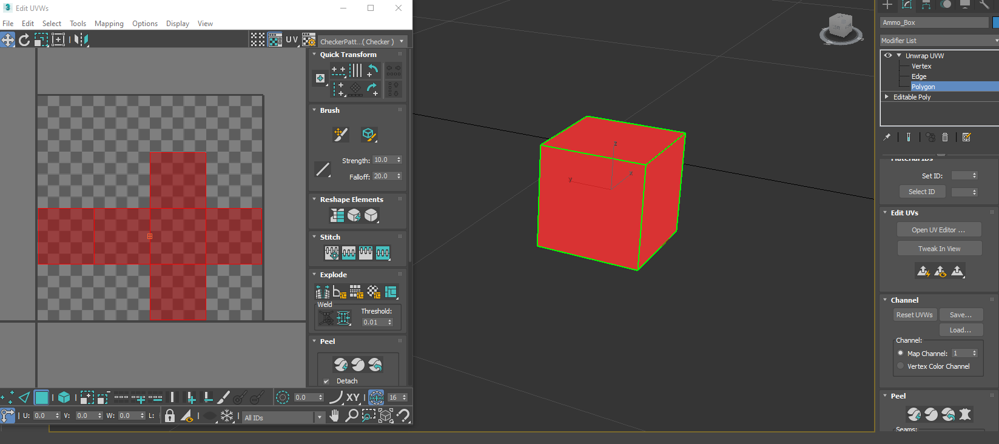 Edit UVWs
File Edit Select Tools Mapping Options Display View
UV CheckerPatt...( Checker )
Quick Transform
Brush
Strength: 10.0
Falloff: 20.0
Reshape Elements
Stitch
Explode
Weld
Threshold:
0.01
Peel
Detach
0.0 XY 16
U: 0.0 V: 0.0 W: 0.0 L: All IDs
z
x
y
Ammo_Box
Modifier List
Unwrap UVW
Vertex
Edge
Polygon
Editable Poly
Material IDs
Set ID:
Select ID
Edit UVs
Open UV Editor ...
Tweak In View
Channel
Reset UVWs Save...
Load...
Channel:
Map Channel: 1
Vertex Color Channel
Peel
Seams: